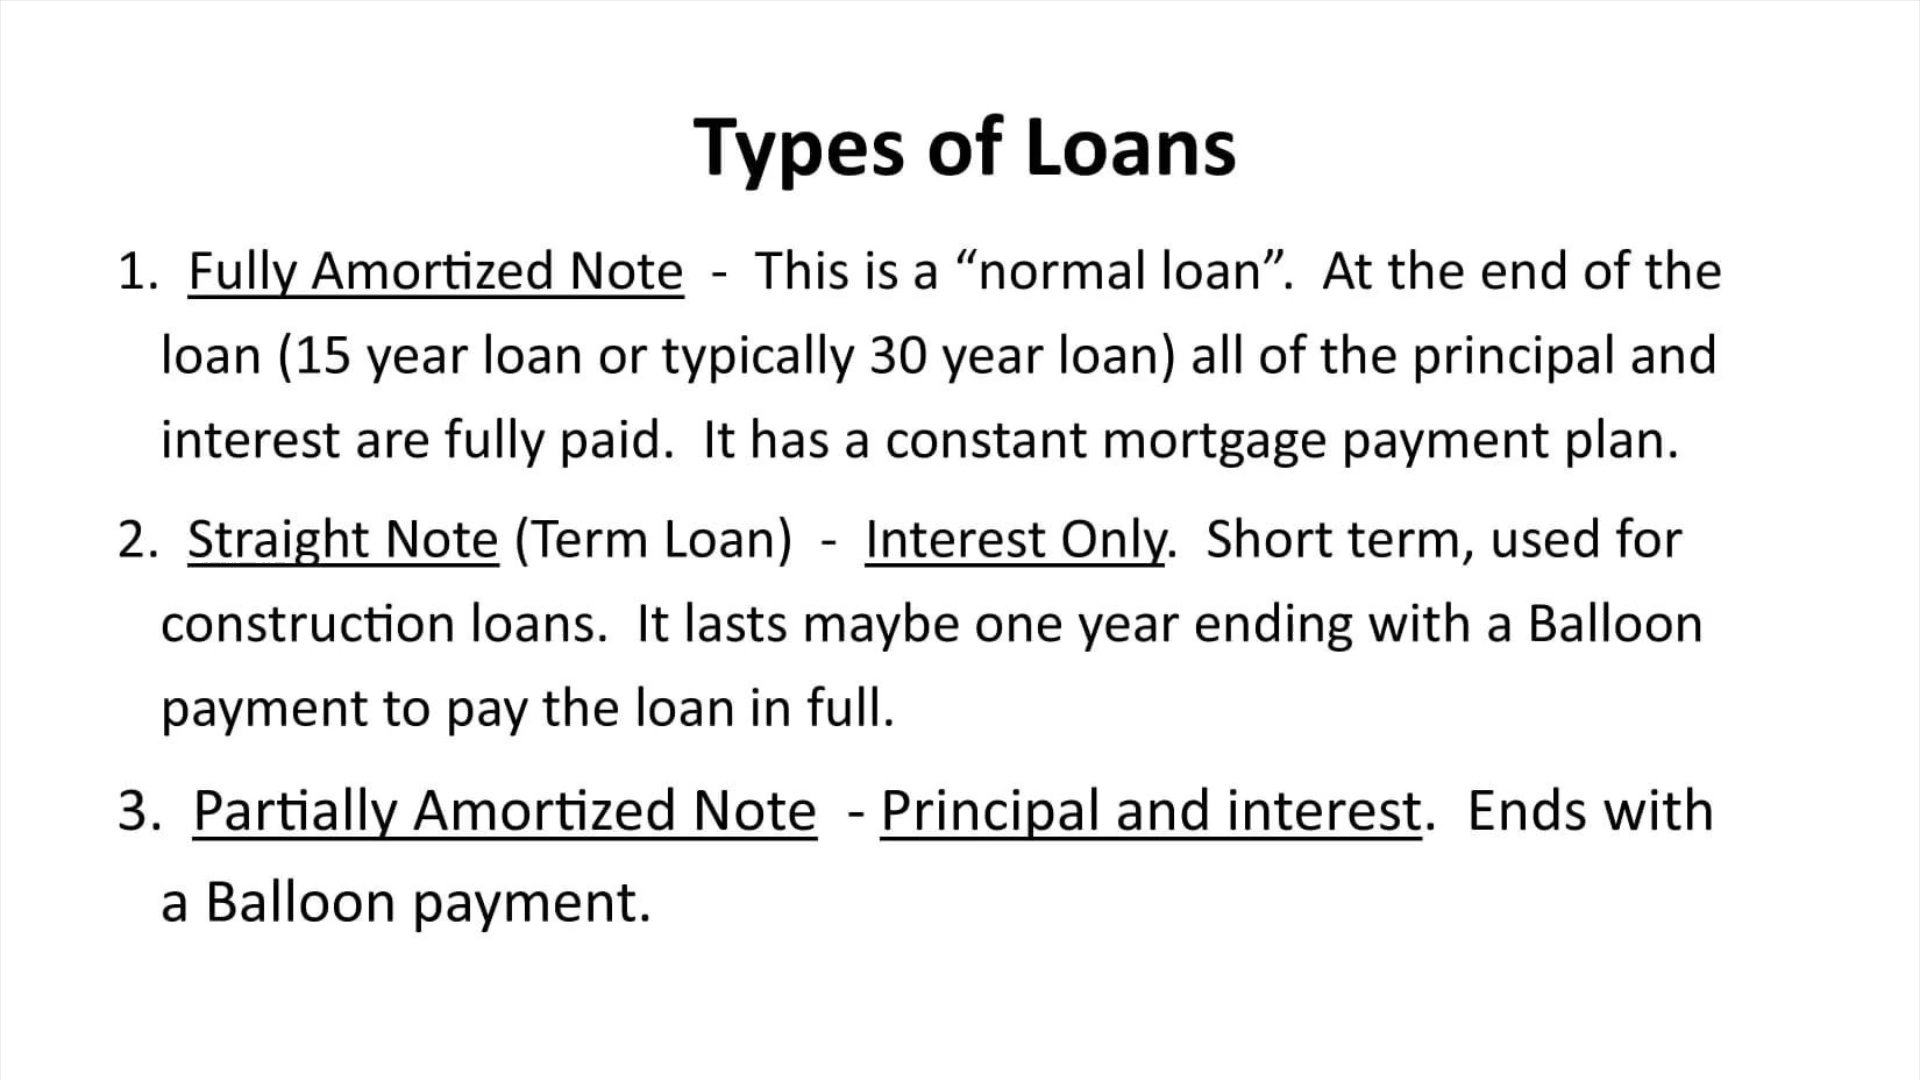 Types of Loans
1. Fully Amortized Note - This is a “normal loan”. At the end of the
loan (15 year loan or typically 30 year loan) all of the principal and
interest are fully paid. It has a constant mortgage payment plan.
2. Straight Note (Term Loan) - Interest Only. Short term, used for
construction loans. It lasts maybe one year ending with a Balloon
payment to pay the loan in full.
3. Partially Amortized Note - Principal and interest. Ends with
a Balloon payment.